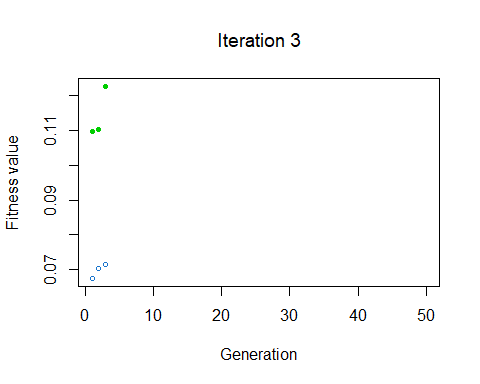 Iteration 3
Fitness value
0.11
0.09
0.07
0 10 20 30 40 50
Generation